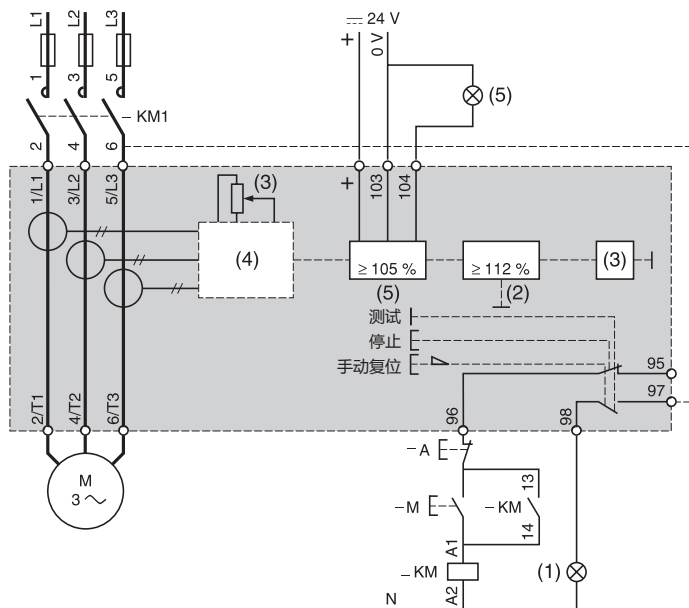 L1 L2 L3
24 V
+ 0 V
1 3 5
(5)
– KM1
2 4 6
1/L1 3/L2 5/L3
(3)
+ 103 104
(4)
≥ 105 % ≥ 112 % (3)
(5) (2)
测试
停止
手动复位
95
97
2/T1 4/T2 6/T3
96 98
– A
M
3
13
– M – KM
14
A1
– KM (1)
A2
N